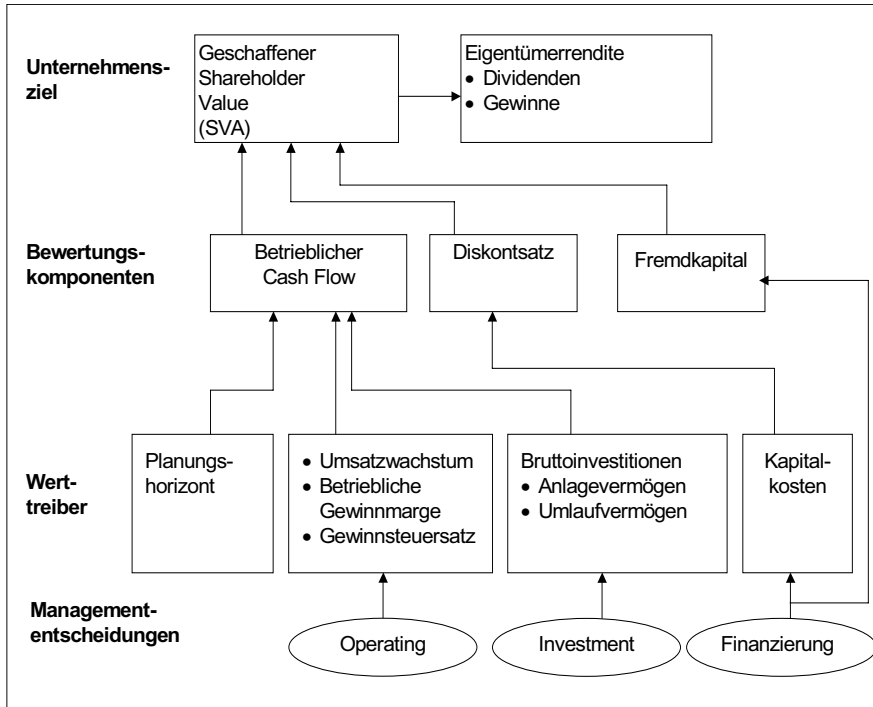 Unternehmens-
ziel
Geschaffener
Shareholder
Value
(SVA)
Eigentümerrendite
• Dividenden
• Gewinne
Bewertungs-
komponenten
Betrieblicher
Cash Flow
Diskontsatz
Fremdkapital
Wert-
treiber
Planungs-
horizont
• Umsatzwachstum
• Betriebliche
Gewinnmarge
• Gewinnsteuersatz
Bruttoinvestitionen
• Anlagevermögen
• Umlaufvermögen
Kapital-
kosten
Management-
entscheidungen
Operating
Investment
Finanzierung